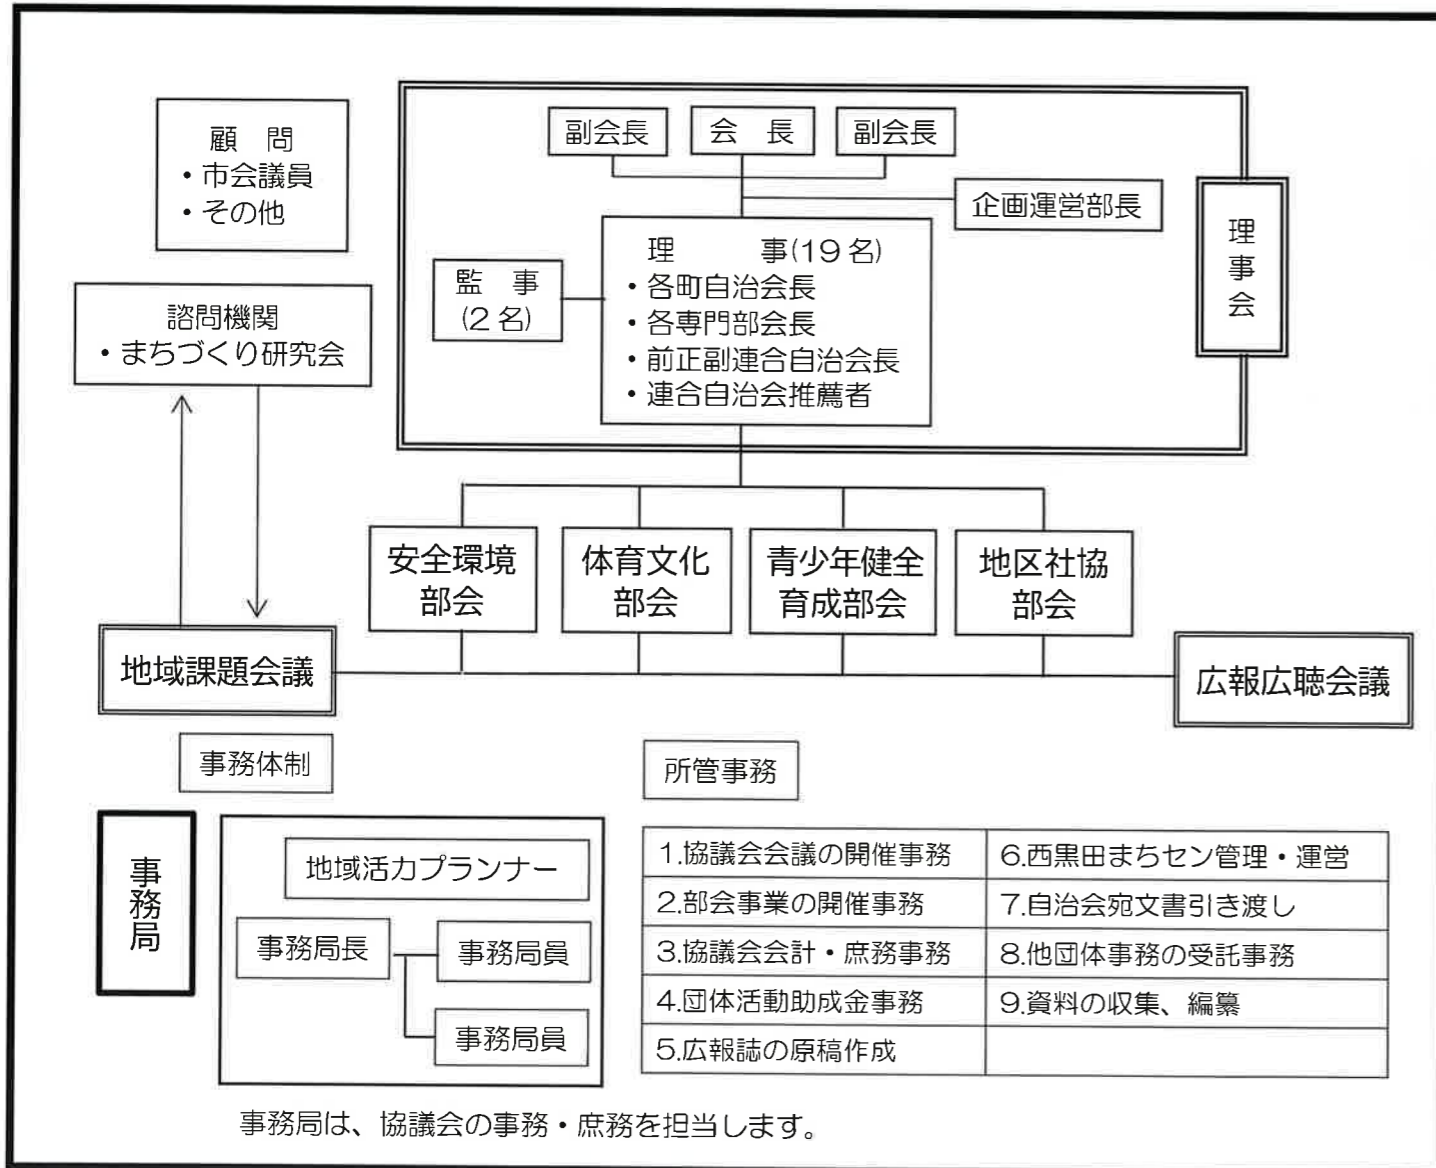 顧　問
・市会議員
・その他
諮問機関
・まちづくり研究会
副会長
会　長
副会長
企画運営部長
理　　　事(19名)
・各町自治会長
・各専門部会長
・前正副連合自治会長
・連合自治会推薦者
監　事
(2名)
理事会
安全環境
部会
体育文化
部会
青少年健全
育成部会
地区社協
部会
地域課題会議
広報広聴会議
事務体制
所管事務
事務局
地域活力プランナー
事務局長
事務局員
事務局員
1.協議会会議の開催事務
6.西黒田まちセン管理・運営
2.部会事業の開催事務
7.自治会宛文書引き渡し
3.協議会会計・庶務事務
8.他団体事務の受託事務
4.団体活動助成金事務
9.資料の収集、編纂
5.広報誌の原稿作成
事務局は、協議会の事務・庶務を担当します。